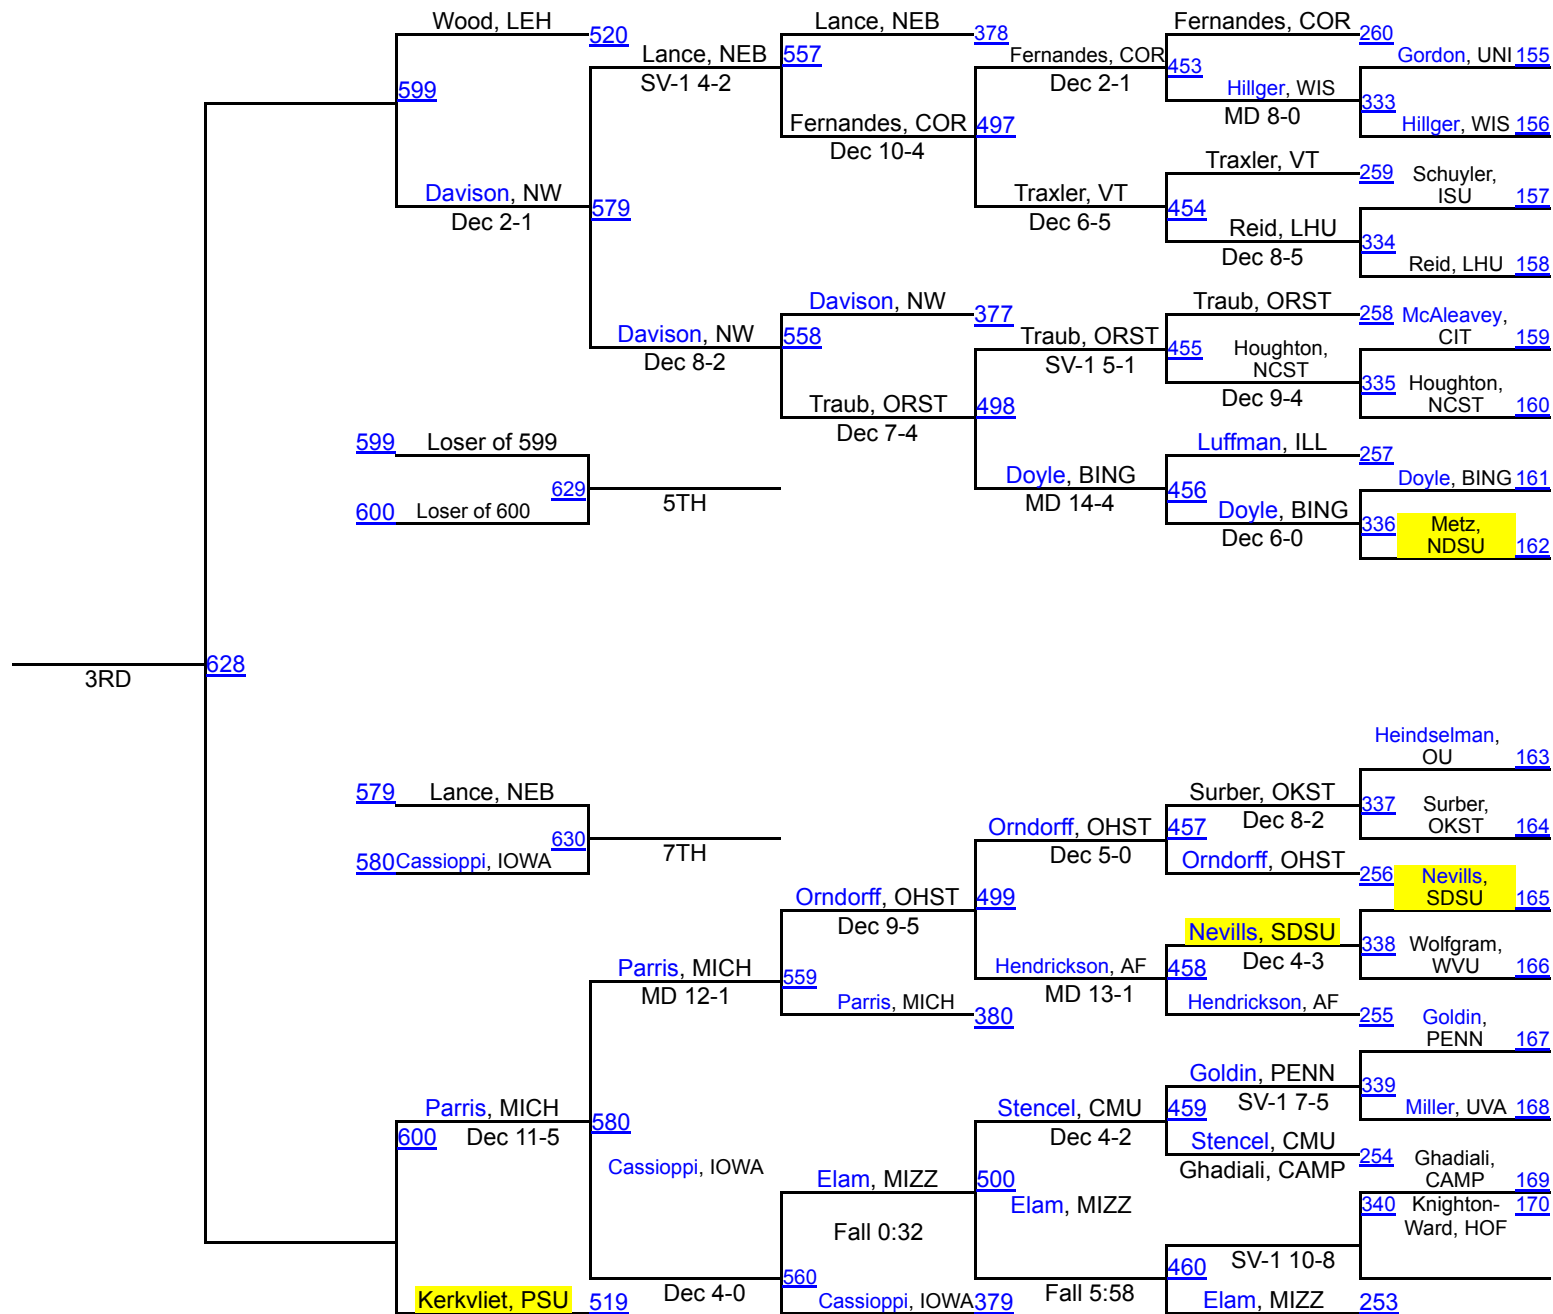 Wood, LEH
520
Lance, NEB
SV-1 4-2
557
Lance, NEB
378
Fernandes, COR
Dec 2-1
453
Fernandes, COR
260
Gordon, UNI 155
Hillger, WIS
MD 8-0
333
Hillger, WIS 156
599
Fernandes, COR
Dec 10-4
497
Traxler, VT
259
Schuyler,
ISU
157
Davison, NW
Dec 2-1
579
Traxler, VT
Dec 6-5
454
Reid, LHU
Dec 8-5
334
Reid, LHU 158
Davison, NW
Dec 8-2
558
Davison, NW
377
Traub, ORST
SV-1 5-1
455
Traub, ORST
258
McAleavey,
CIT
159
Houghton,
NCST
Dec 9-4
335
Houghton,
NCST
160
Traub, ORST
Dec 7-4
498
Luffman, ILL
257
Doyle, BING 161
Doyle, BING
MD 14-4
456
Doyle, BING
Dec 6-0
336
Metz,
NDSU
162
599 Loser of 599
629
5TH
600 Loser of 600
3RD
628
Heindselman,
OU
163
579 Lance, NEB
630
7TH
580 Cassioppi, IOWA
Orndorff, OHST
Dec 5-0
457
Surber, OKST
Dec 8-2
337
Surber,
OKST
164
Orndorff, OHST
256
Nevills,
SDSU
165
Orndorff, OHST
Dec 9-5
499
Nevills, SDSU
Dec 4-3
338
Wolfgram,
WVU
166
Parris, MICH
MD 12-1
559
Hendrickson, AF
MD 13-1
458
Parris, MICH
380
Hendrickson, AF
255
Goldin,
PENN
167
Goldin, PENN
SV-1 7-5
339
Miller, UVA 168
Parris, MICH
Dec 11-5
600
580
Stencel, CMU
Dec 4-2
459
Stencel, CMU
254
Ghadiali,
CAMP
169
Cassioppi, IOWA
Elam, MIZZ
Fall 0:32
500
Elam, MIZZ
Ghadiali, CAMP
340
Knighton-
Ward, HOF
170
SV-1 10-8
Dec 4-0
560
Fall 5:58
460
Kerkvliet, PSU 519
Cassioppi, IOWA 379
Elam, MIZZ
253